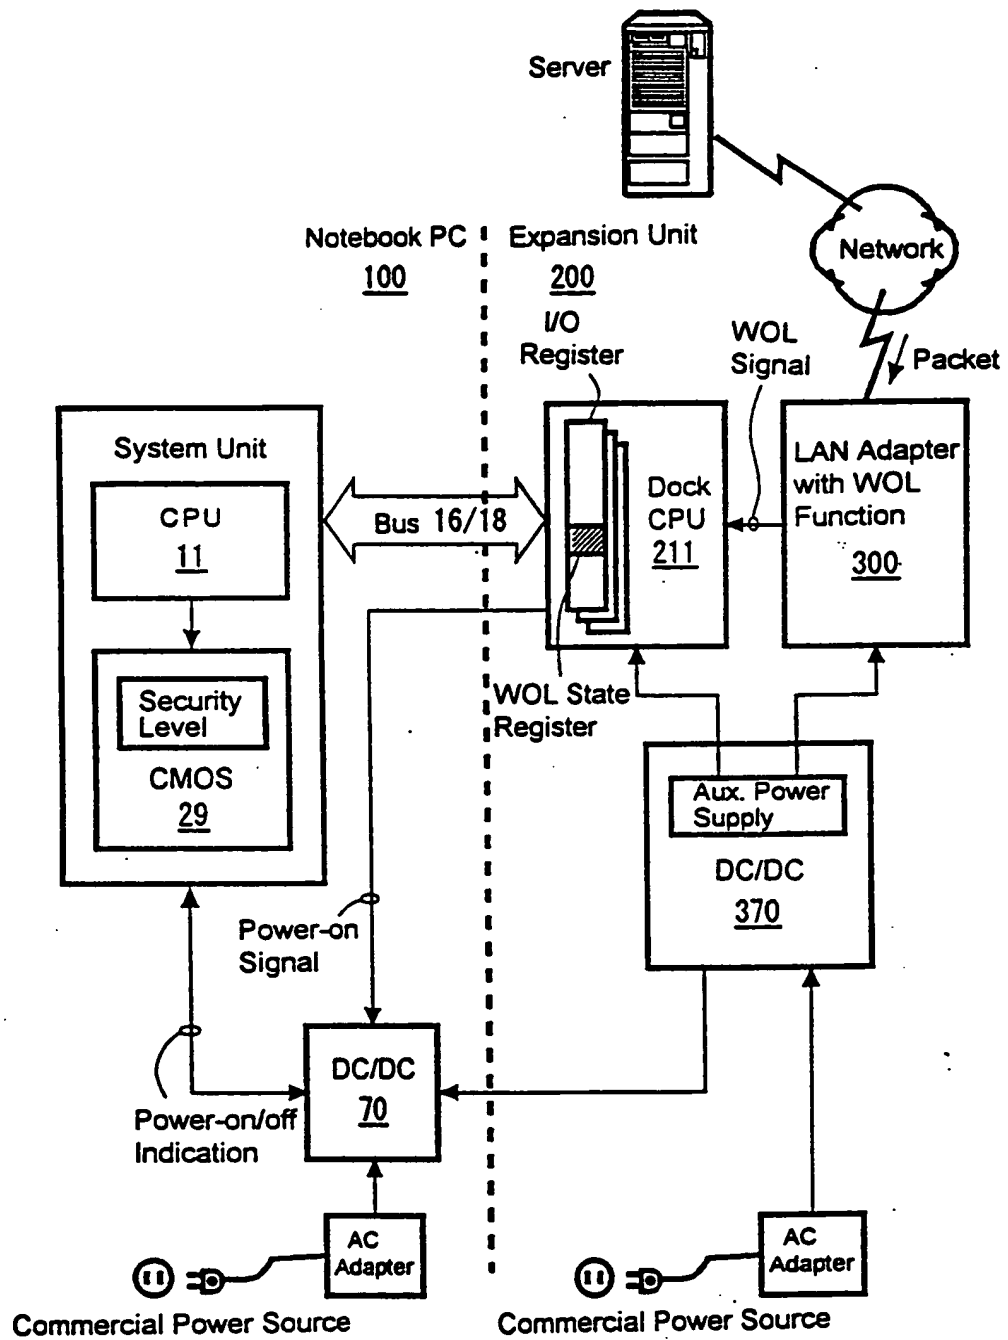 Server
Network
Notebook PC
100
Expansion Unit
200
I/O
Register
WOL
Signal
Packet
System Unit
CPU
11
Security
Level
CMOS
29
Bus 16/18
Dock
CPU
211
LAN Adapter
with WOL
Function
300
WOL State
Register
Aux. Power
Supply
DC/DC
370
Power-on
Signal
DC/DC
70
Power-on/off
Indication
AC
Adapter
Commercial Power Source
AC
Adapter
Commercial Power Source